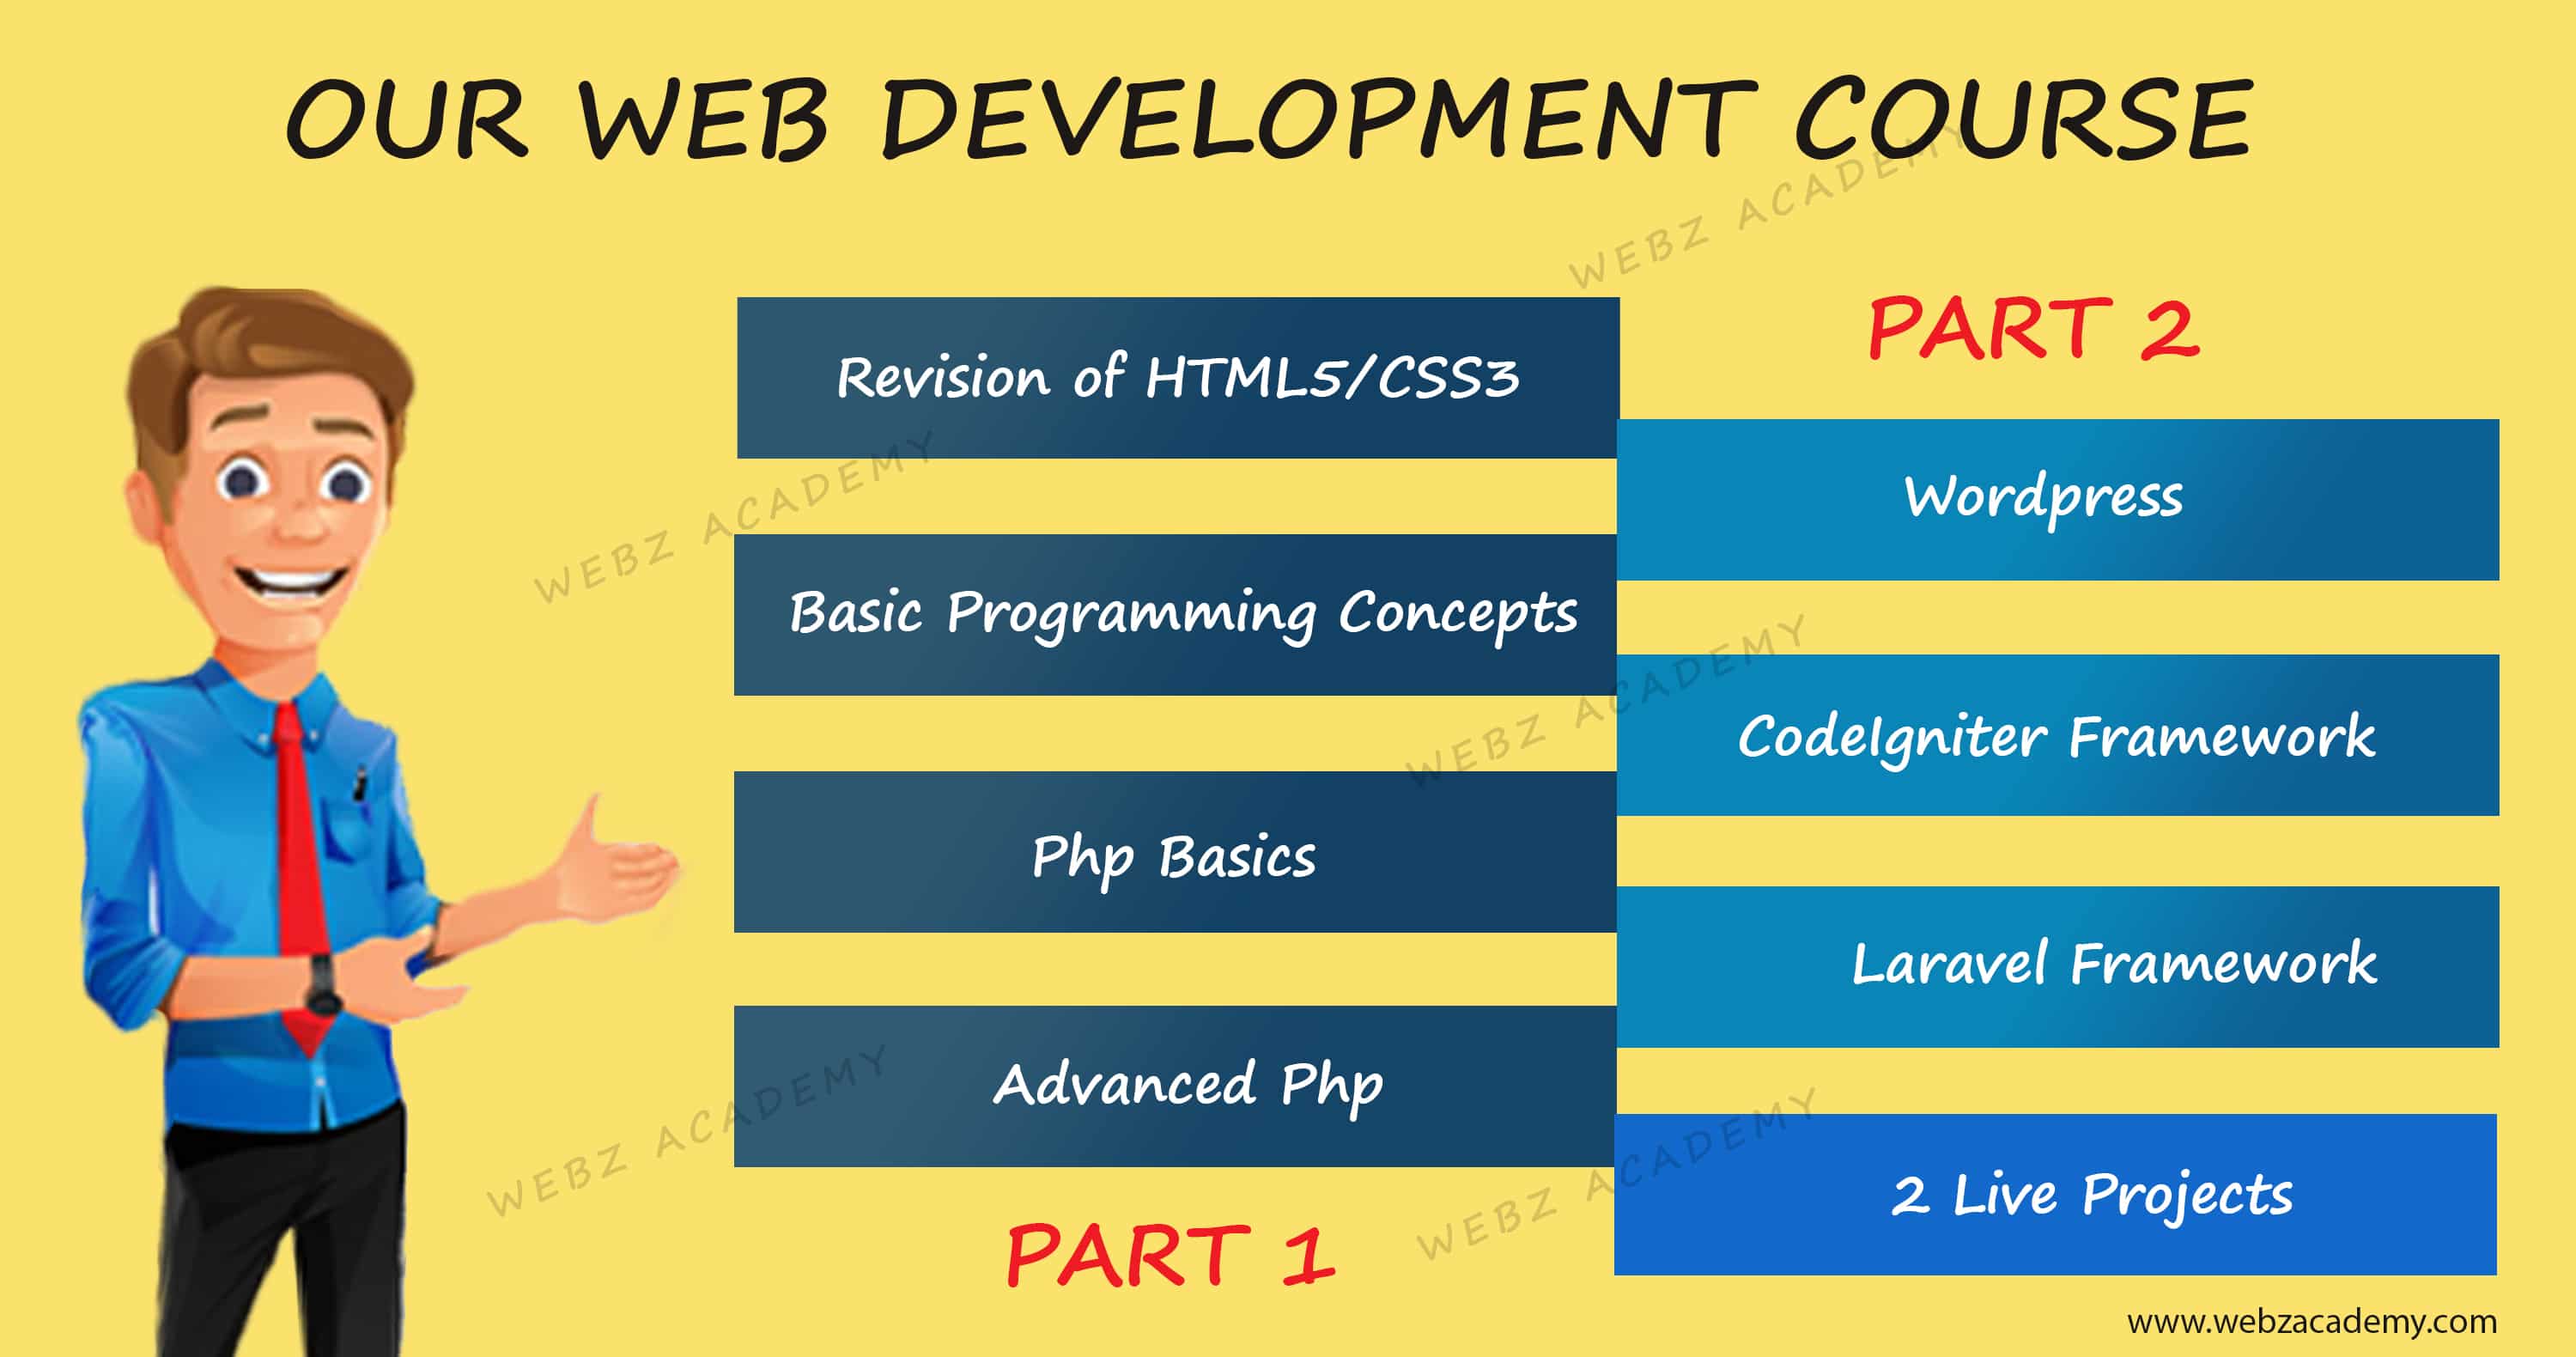 OUR WEB DEVELOPMENT COURSE
WEBZ ACADEMY
Revision of HTML5/CSS3
Basic Programming Concepts
Php Basics
Advanced Php
PART 1
PART 2
Wordpress
CodeIgniter Framework
Laravel Framework
2 Live Projects
WEBZ ACADEMY
WEBZ ACADEMY
WEBZ ACADEMY
WEBZ ACADEMY
www.webzacademy.com